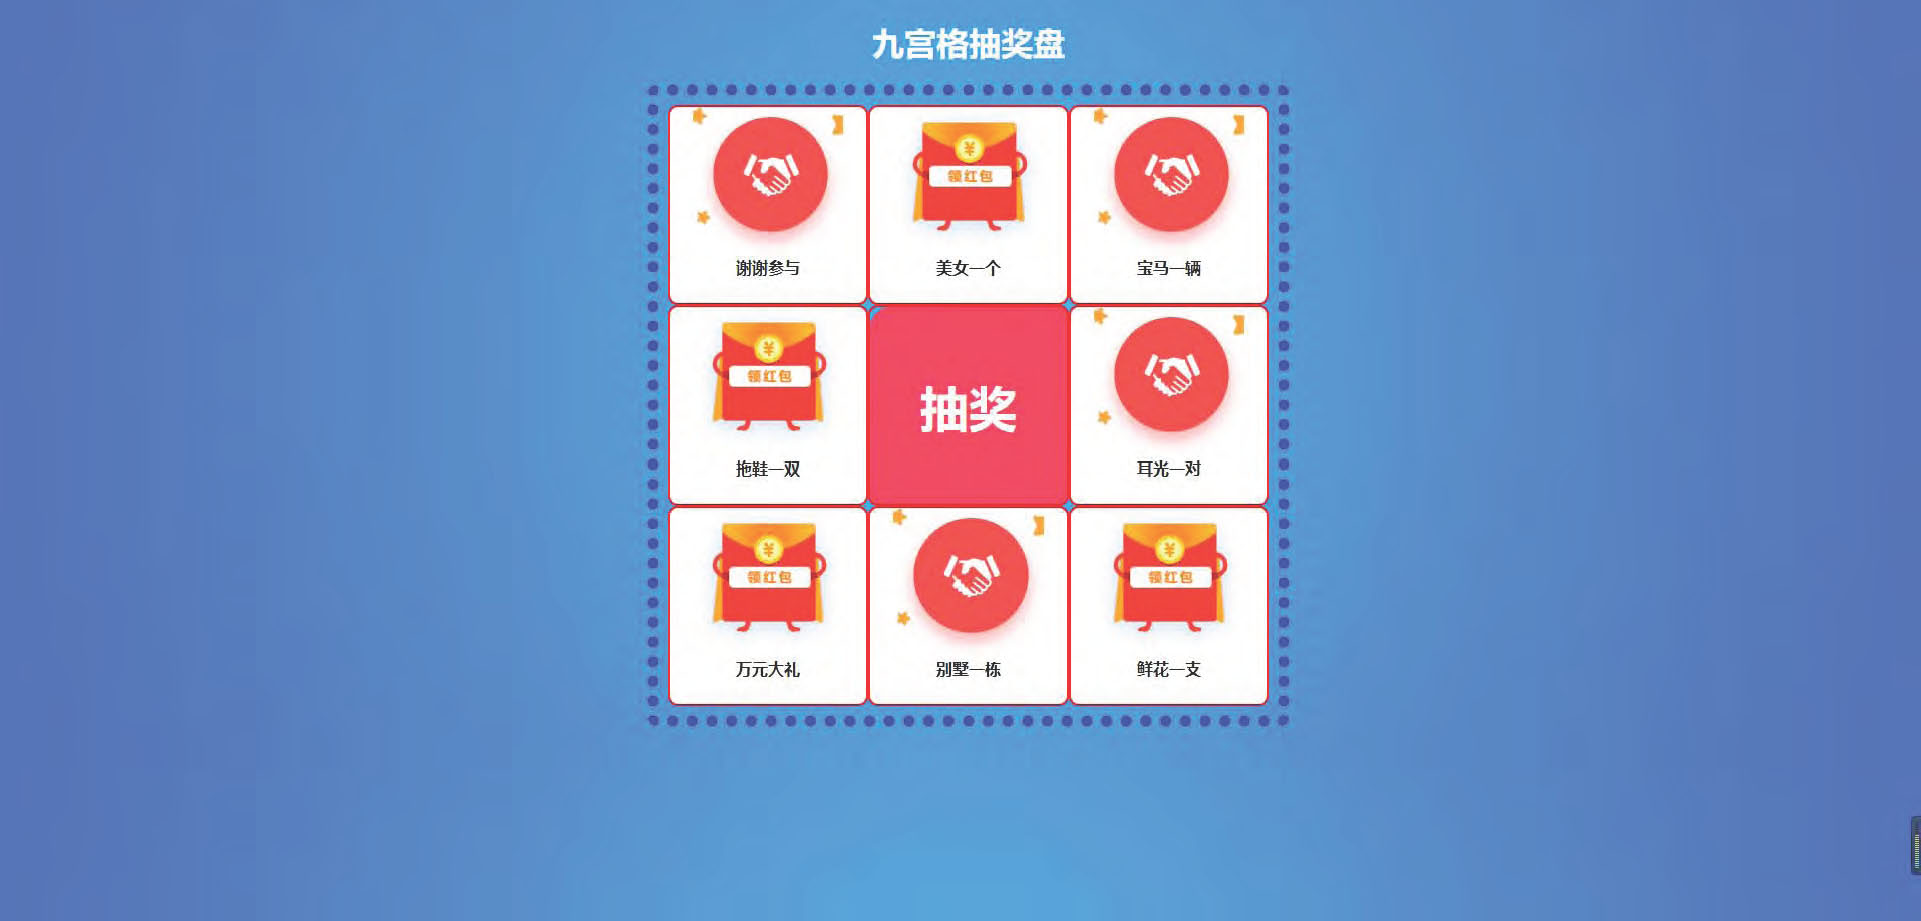 九宫格抽奖盘
¥
领红包
谢谢参与
美女一个
宝马一辆
¥
领红包
抽奖
拖鞋一双
耳光一对
¥
领红包
¥
领红包
万元大礼
别墅一栋
鲜花一支